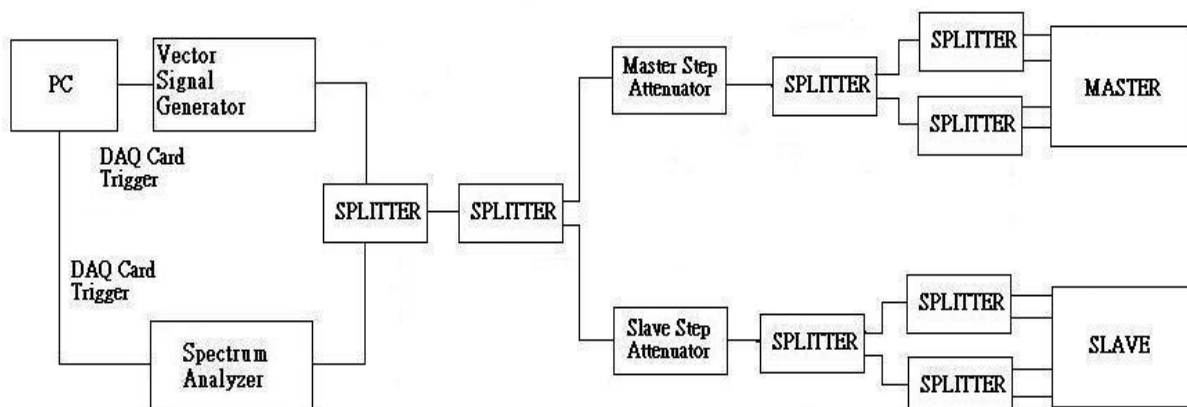 PC
Vector
Signal
Generator
DAQ Card
Trigger
DAQ Card
Trigger
Spectrum
Analyzer
SPLITTER
SPLITTER
Master Step
Attenuator
SPLITTER
SPLITTER
SPLITTER
MASTER
Slave Step
Attenuator
SPLITTER
SPLITTER
SPLITTER
SLAVE